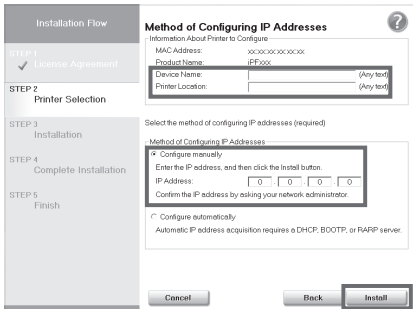 Installation Flow
STEP 1
License Agreement
STEP 2
Printer Selection
STEP 3
Installation
STEP 4
Complete Installation
STEP 5
Finish
Method of Configuring IP Addresses
?
Information About Printer to Configure
MAC Address: xx:xx:xx:xx:xx:xx
Product Name: iPFxxx
Device Name: (Any text)
Printer Location: (Any text)
Select the method of configuring IP addresses (required)
Method of Configuring IP Addresses
Configure manually
Enter the IP address, and then click the Install button.
IP Address: 0 . 0 . 0 . 0
Confirm the IP address by asking your network administrator.
Configure automatically
Automatic IP address acquisition requires a DHCP, BOOTP, or RARP server.
Cancel Back Install